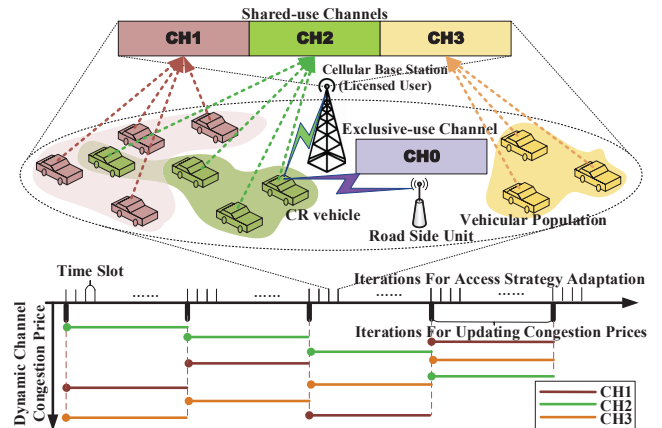 Shared-use Channels
CH1
CH2
CH3
Cellular Base Station
(Licensed User)
Exclusive-use Channel
CH0
CR vehicle
Vehicular Population
Road Side Unit
Time Slot
Iterations For Access Strategy Adaptation
......
......
......
......
Iterations For Updating Congestion Prices
Dynamic Channel
Congestion Price
CH1
CH2
CH3